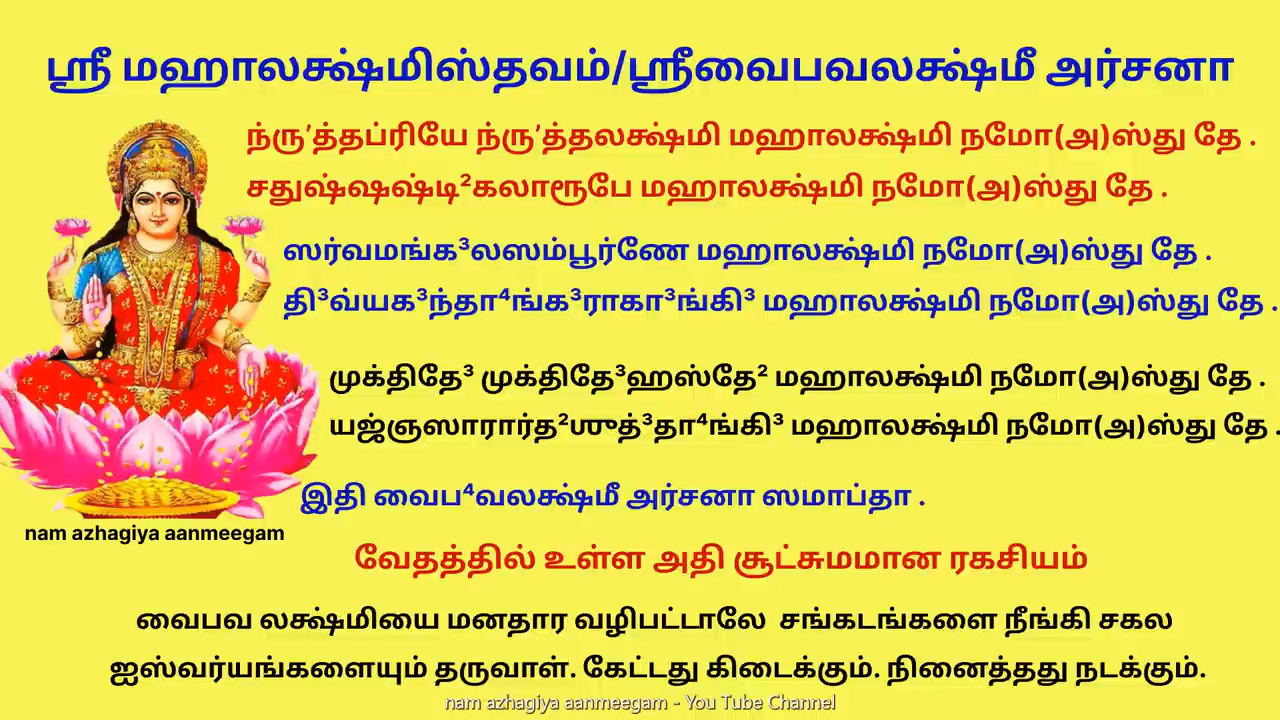 ஸ்ரீ மஹாலக்ஷ்மிஸ்தவம்/ஸ்ரீவைபவலக்ஷ்மீ அர்சனா
ந்ரு’த்தப்ரியே ந்ரு’த்தலக்ஷ்மி மஹாலக்ஷ்மி நமோ(அ)ஸ்து தே .
சதுஷ்ஷஷ்டி²கலாரூபே மஹாலக்ஷ்மி நமோ(அ)ஸ்து தே .
ஸர்வமங்க³லஸம்பூர்ணே மஹாலக்ஷ்மி நமோ(அ)ஸ்து தே .
தி³வ்யக³ந்தா⁴ங்க³ராகா³ங்கி³ மஹாலக்ஷ்மி நமோ(அ)ஸ்து தே .
முக்திதே³ முக்திதே³ஹஸ்தே² மஹாலக்ஷ்மி நமோ(அ)ஸ்து தே .
யஜ்ஞஸாரார்த²ஶுத்³தா⁴ங்கி³ மஹாலக்ஷ்மி நமோ(அ)ஸ்து தே .
இதி வைப⁴வலக்ஷ்மீ அர்சனா ஸமாப்தா .
nam azhagiya aanmeegam
வேதத்தில் உள்ள அதி சூட்சுமமான ரகசியம்
வைபவ லக்ஷ்மியை மனதார வழிபட்டாலே சங்கடங்களை நீங்கி சகல
ஐஸ்வர்யங்களையும் தருவாள். கேட்டது கிடைக்கும். நினைத்தது நடக்கும்.
nam azhagiya aanmeegam - You Tube Channel